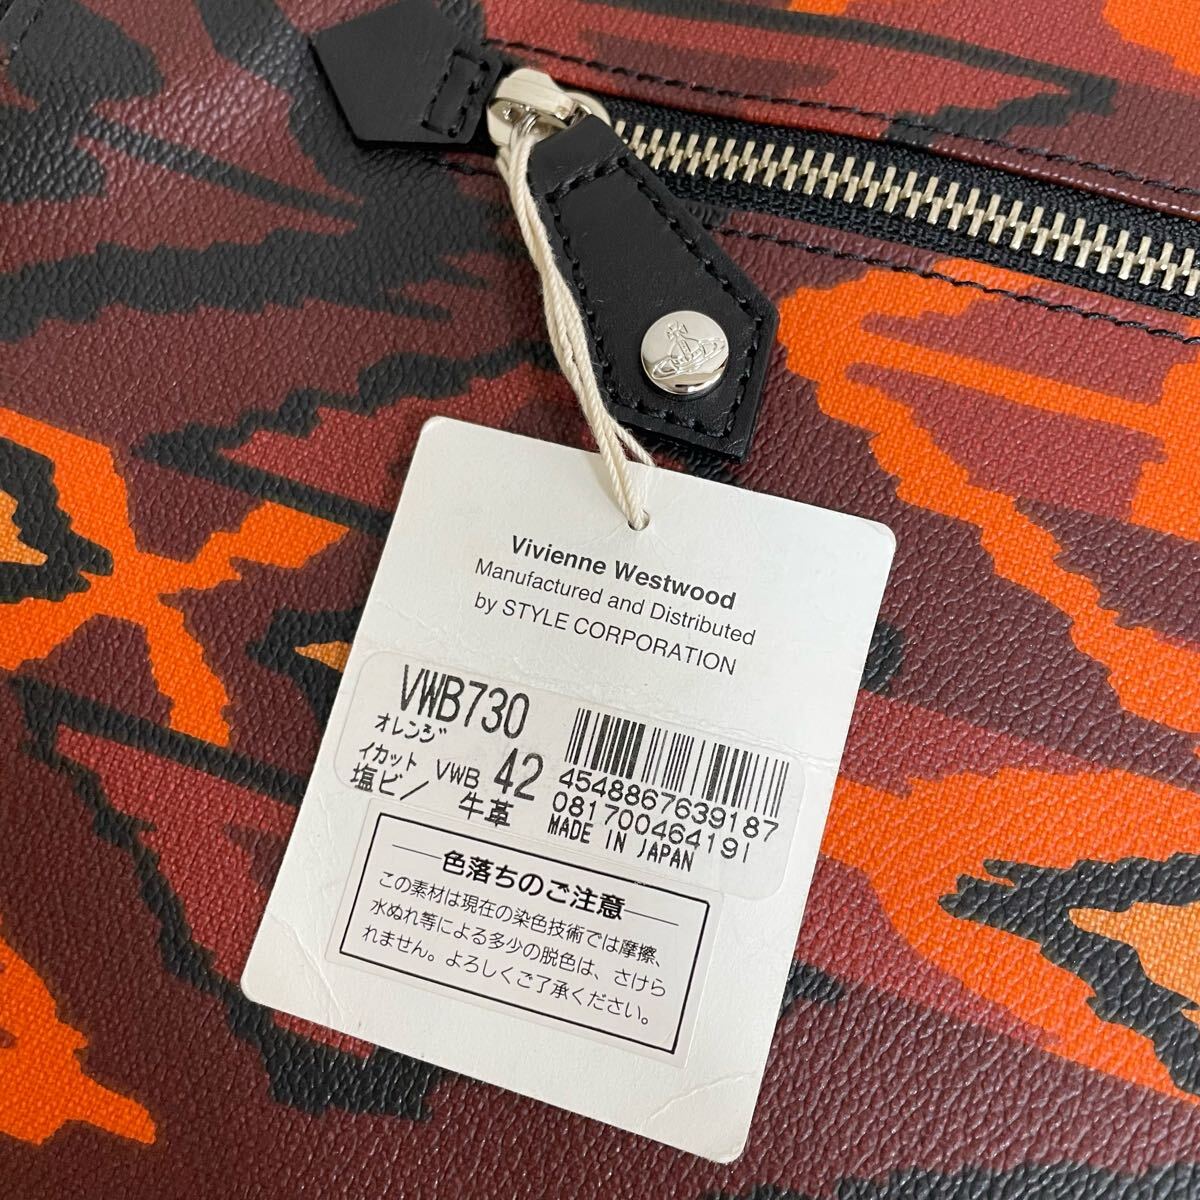 Vivienne Westwood
Manufactured and Distributed
by STYLE CORPORATION
VWB730
オレンジ
イカット VWB 42
塩ビ/ 牛革
4548867639187
081700464191
MADE IN JAPAN
色落ちのご注意
この素材は現在の染色技術では摩擦、
水ぬれ等による多少の脱色は、さけら
れません。よろしくご了承ください。